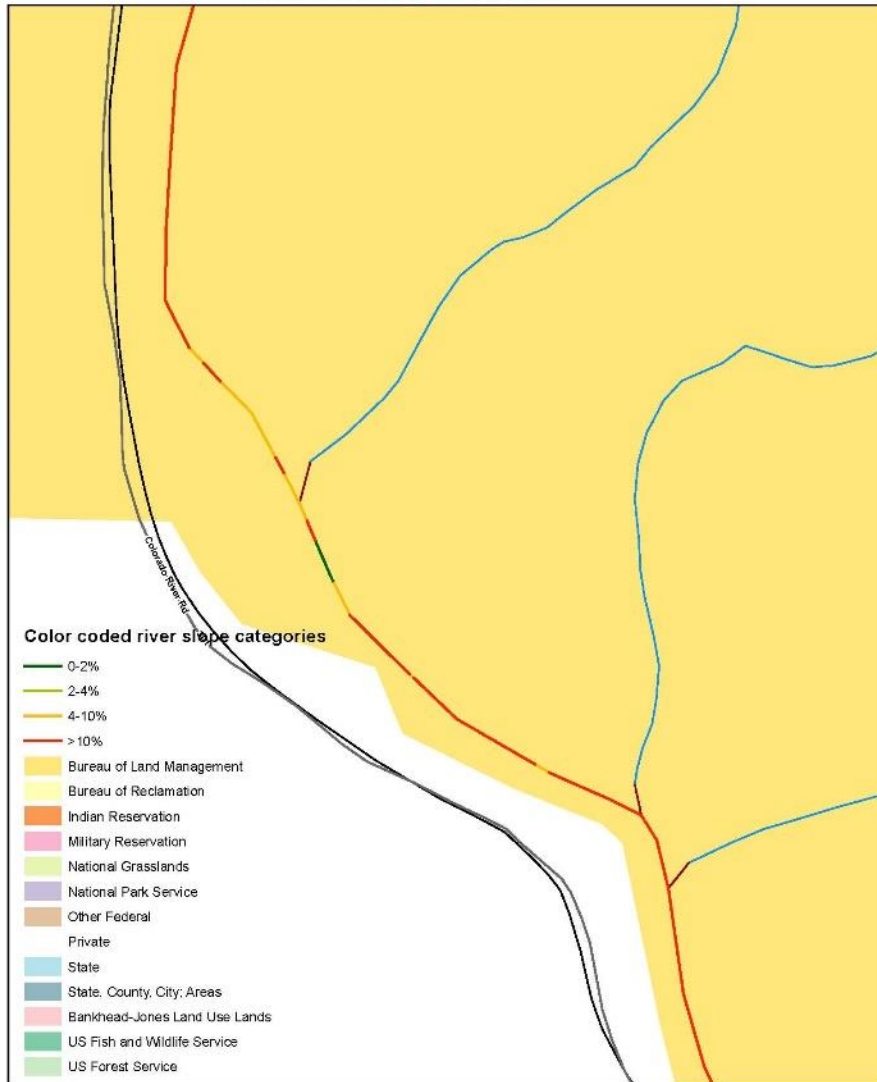 Colorado River Rd
Color coded river slope categories
0-2%
2-4%
4-10%
>10%
Bureau of Land Management
Bureau of Reclamation
Indian Reservation
Military Reservation
National Grasslands
National Park Service
Other Federal
Private
State
State, County, City; Areas
Bankhead-Jones Land Use Lands
US Fish and Wildlife Service
US Forest Service